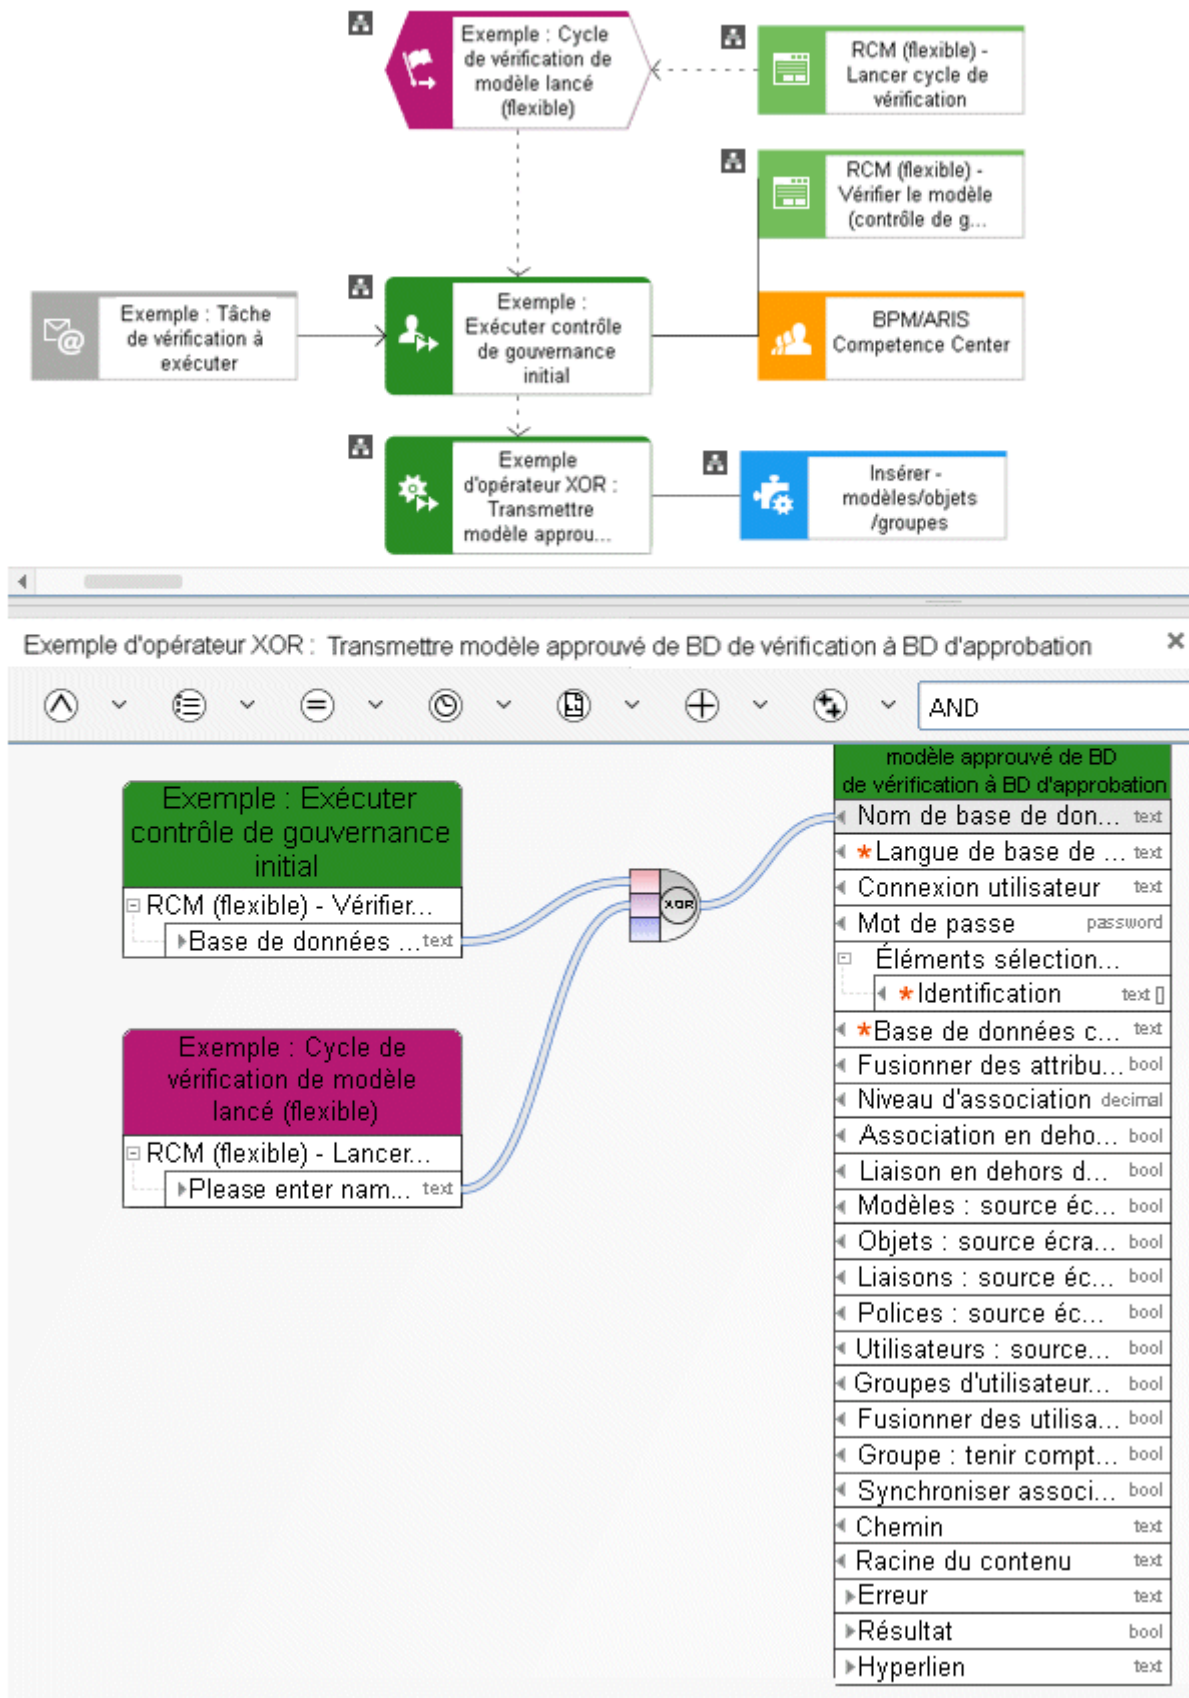 Exemple : Cycle
de vérification de
modèle lancé
(flexible)
RCM (flexible) -
Lancer cycle de
vérification
RCM (flexible) -
Vérifier le modèle
(contrôle de g...
Exemple : Tâche
de vérification à
exécuter
Exemple :
Exécuter contrôle
de gouvernance
initial
BPM/ARIS
Competence Center
Exemple
d'opérateur XOR :
Transmettre
modèle approu...
Insérer -
modèles/objets
/groupes
Exemple d'opérateur XOR : Transmettre modèle approuvé de BD de vérification à BD d'approbation
AND
Exemple : Exécuter
contrôle de gouvernance
initial
RCM (flexible) - Vérifier...
Base de données ... text
Exemple : Cycle de
vérification de modèle
lancé (flexible)
RCM (flexible) - Lancer...
Please enter nam... text
XOR
modèle approuvé de BD
de vérification à BD d'approbation
Nom de base de don... text
*Langue de base de ... text
Connexion utilisateur text
Mot de passe password
Éléments sélection...
*Identification text []
*Base de données c... text
Fusionner des attribu... bool
Niveau d'association decimal
Association en deho... bool
Liaison en dehors d... bool
Modèles : source éc... bool
Objets : source écra... bool
Liaisons : source éc... bool
Polices : source éc... bool
Utilisateurs : source... bool
Groupes d'utilisateur... bool
Fusionner des utilisa... bool
Groupe : tenir compt... bool
Synchroniser associ... bool
Chemin text
Racine du contenu text
Erreur text
Résultat bool
Hyperlien text